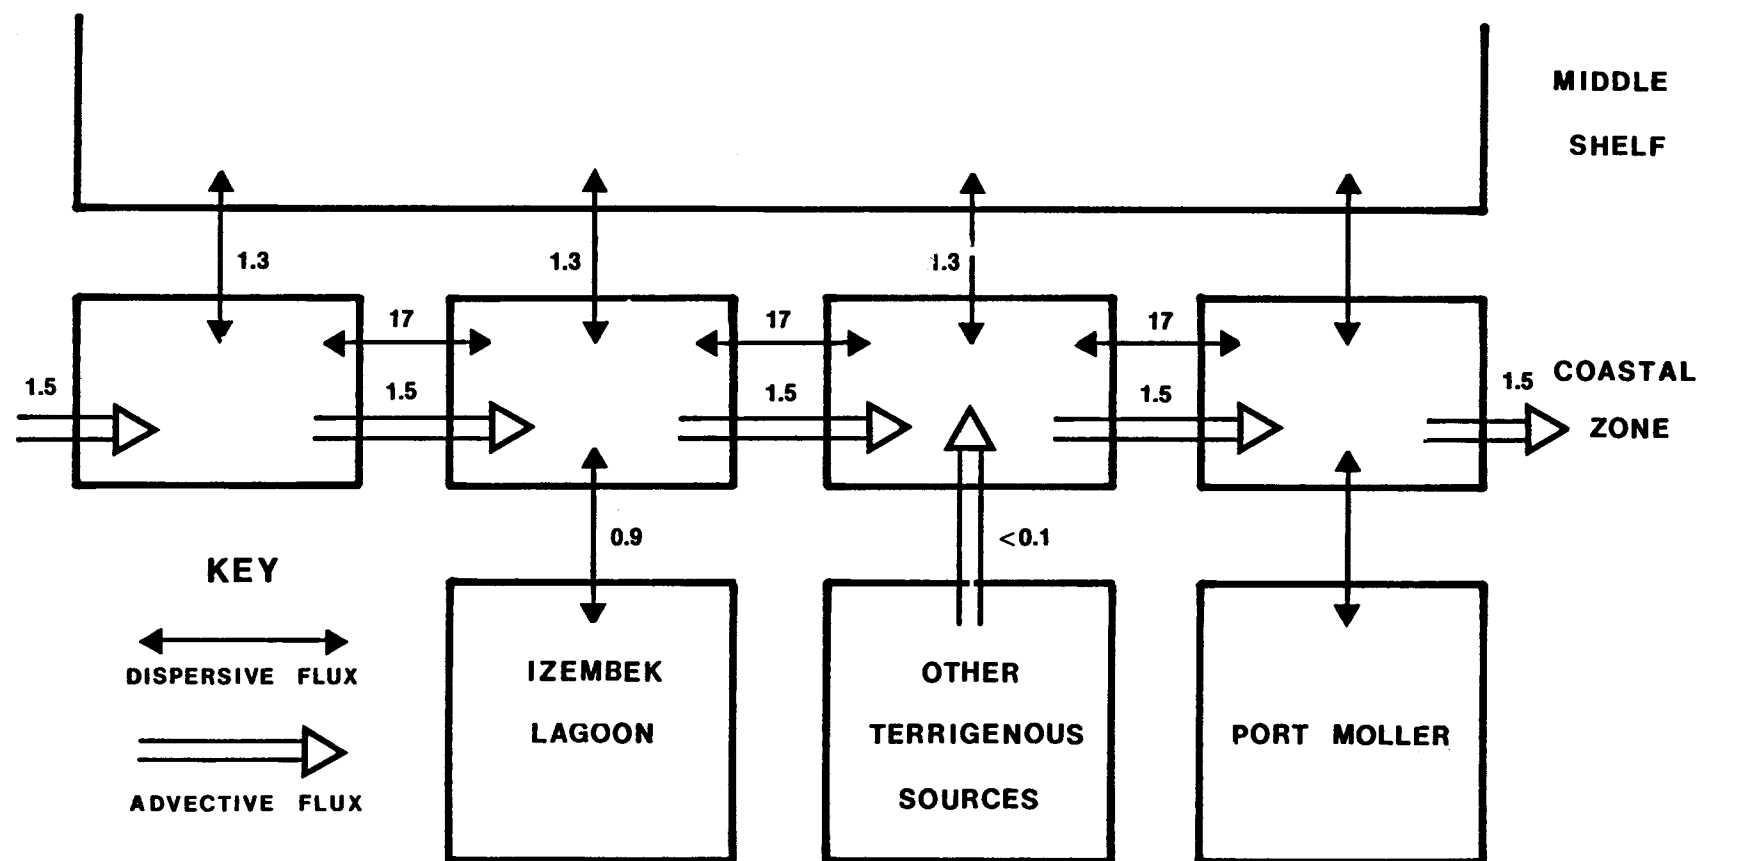 MIDDLE
SHELF
1.3
1.3
1.3
17
17
17
1.5
1.5
1.5
1.5
1.5
COASTAL
ZONE
0.9
<0.1
KEY
DISPERSIVE FLUX
ADVECTIVE FLUX
IZEMBEK
LAGOON
OTHER
TERRIGENOUS
SOURCES
PORT MOLLER